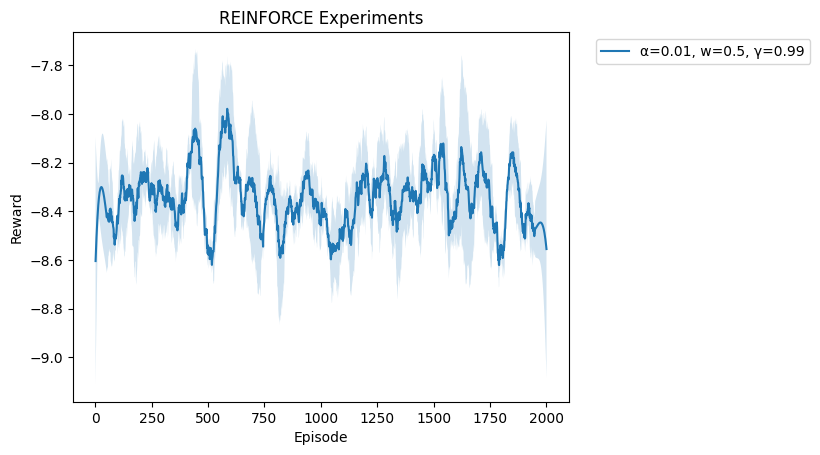 REINFORCE Experiments
α=0.01, w=0.5, γ=0.99
Reward
−7.8
−8.0
−8.2
−8.4
−8.6
−8.8
−9.0
0 250 500 750 1000 1250 1500 1750 2000
Episode